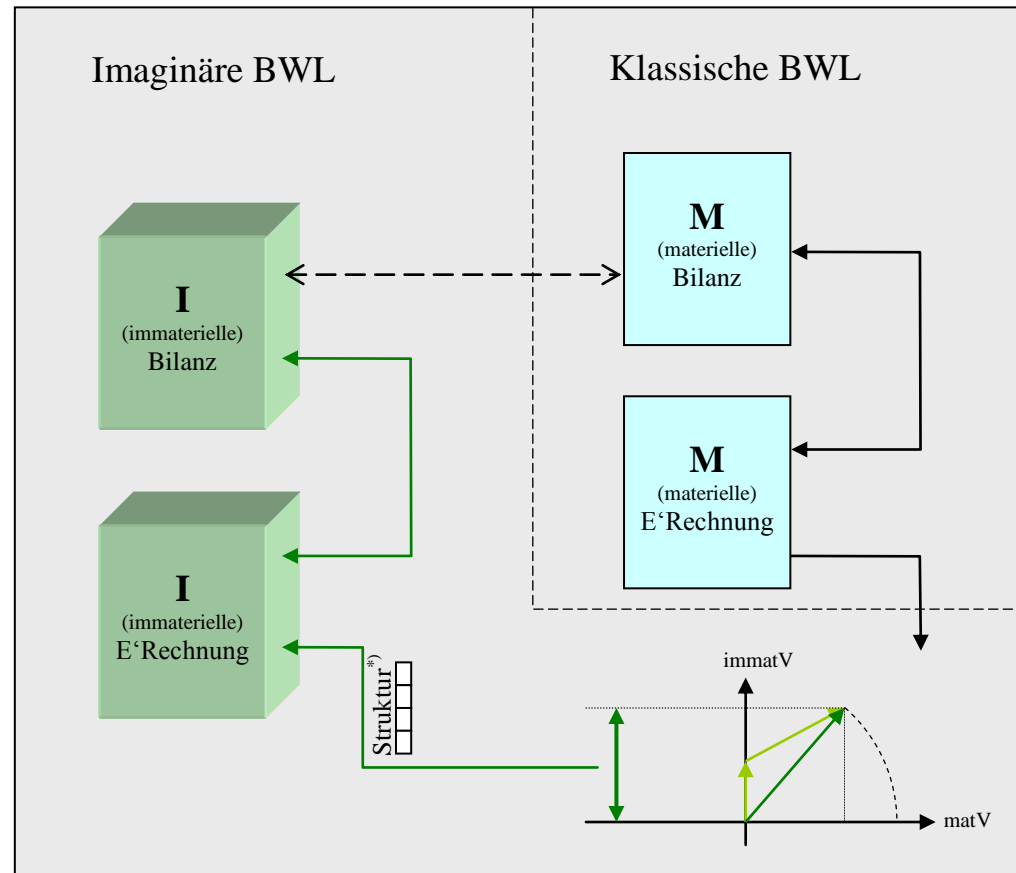 Imaginäre BWL
Klassische BWL
M
(materielle)
Bilanz
I
(immaterielle)
Bilanz
M
(materielle)
E‘Rechnung
I
(immaterielle)
E‘Rechnung
Struktur*)
immatV
matV